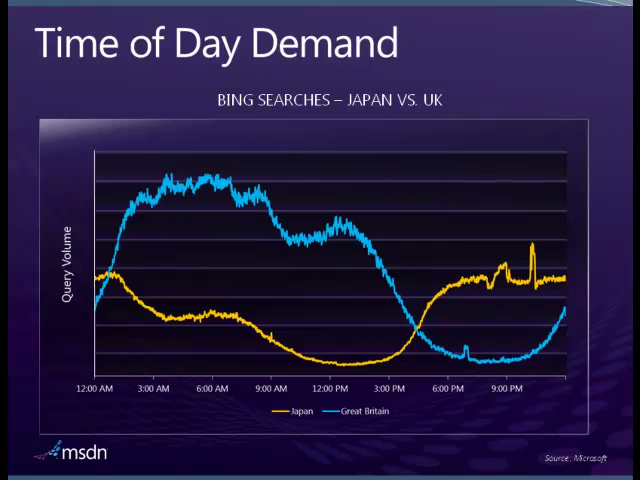 Time of Day Demand
BING SEARCHES – JAPAN VS. UK
Query Volume
12:00 AM 3:00 AM 6:00 AM 9:00 AM 12:00 PM 3:00 PM 6:00 PM 9:00 PM
Japan Great Britain
msdn
Source: Microsoft